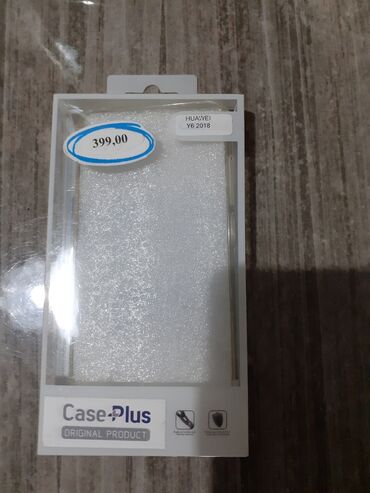 HUAWEI
Y6 2018
399,00
Case Plus
ORIGINAL PRODUCT